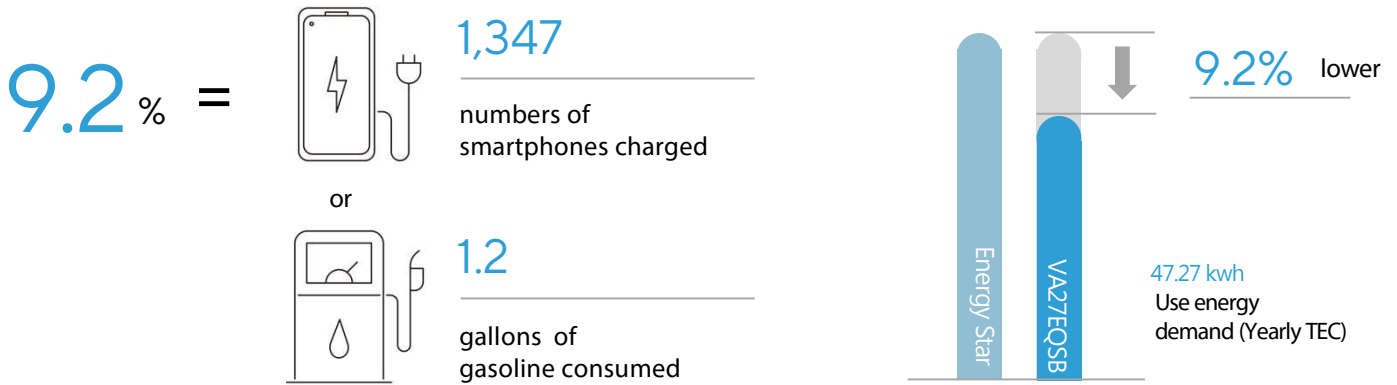 9.2 % =
1,347
numbers of
smartphones charged
or
1.2
gallons of
gasoline consumed
9.2% lower
Energy Star
VA27EQSB
47.27 kwh
Use energy
demand (Yearly TEC)